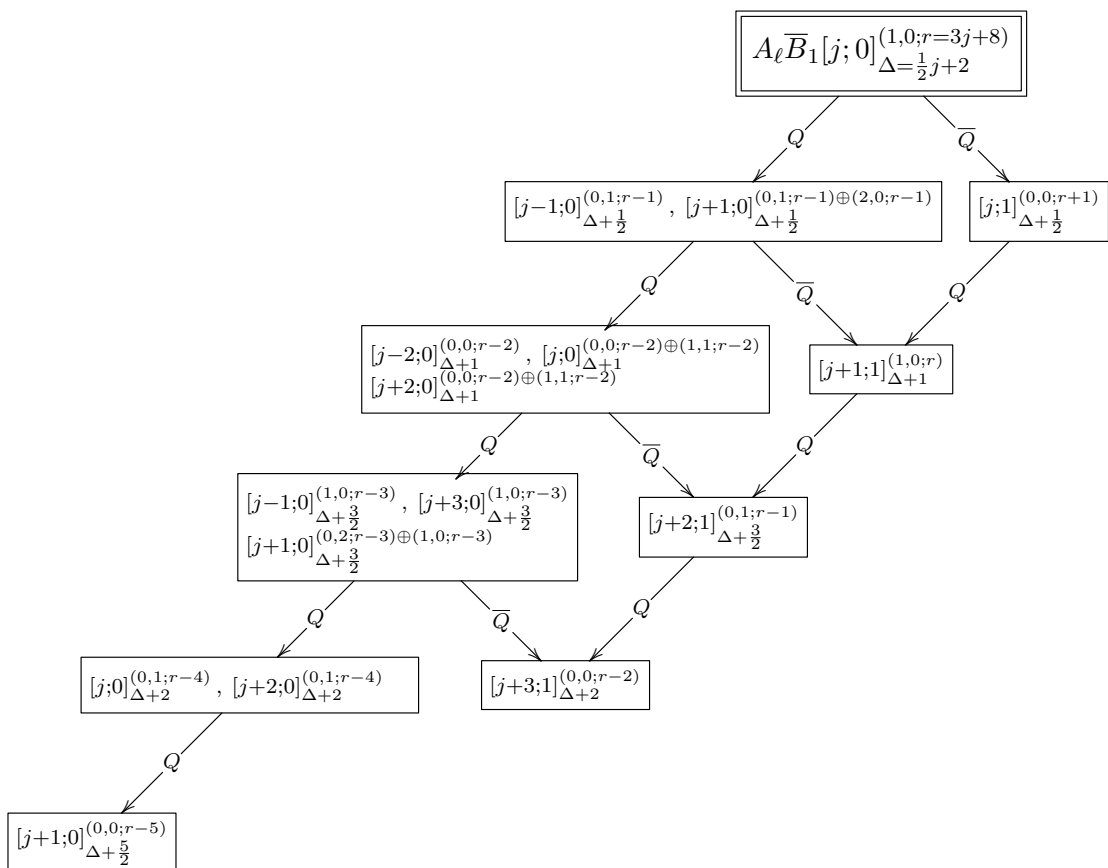 $A_\ell \overline{B}_1[j;0]^{(1,0;r=3j+8)}_{\Delta=\frac{1}{2}j+2}$
$Q$ $\overline{Q}$
$[j-1;0]^{(0,1;r-1)}_{\Delta+\frac{1}{2}}$ , $[j+1;0]^{(0,1;r-1)\oplus(2,0;r-1)}_{\Delta+\frac{1}{2}}$ $[j;1]^{(0,0;r+1)}_{\Delta+\frac{1}{2}}$
$Q$ $\overline{Q}$ $Q$
$[j-2;0]^{(0,0;r-2)}_{\Delta+1}$ , $[j;0]^{(0,0;r-2)\oplus(1,1;r-2)}_{\Delta+1}$
$[j+2;0]^{(0,0;r-2)\oplus(1,1;r-2)}_{\Delta+1}$
$[j+1;1]^{(1,0;r)}_{\Delta+1}$
$Q$ $\overline{Q}$ $Q$
$[j-1;0]^{(1,0;r-3)}_{\Delta+\frac{3}{2}}$ , $[j+3;0]^{(1,0;r-3)}_{\Delta+\frac{3}{2}}$
$[j+1;0]^{(0,2;r-3)\oplus(1,0;r-3)}_{\Delta+\frac{3}{2}}$
$[j+2;1]^{(0,1;r-1)}_{\Delta+\frac{3}{2}}$
$Q$ $\overline{Q}$ $Q$
$[j;0]^{(0,1;r-4)}_{\Delta+2}$ , $[j+2;0]^{(0,1;r-4)}_{\Delta+2}$ $[j+3;1]^{(0,0;r-2)}_{\Delta+2}$
$Q$
$[j+1;0]^{(0,0;r-5)}_{\Delta+\frac{5}{2}}$